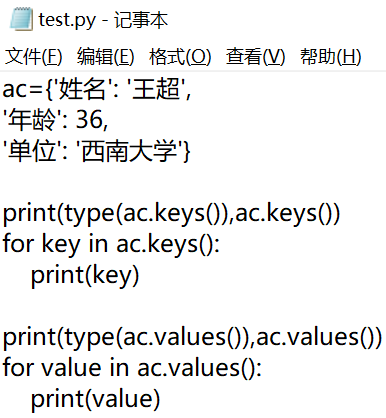 test.py - 记事本
文件(F) 编辑(E) 格式(O) 查看(V) 帮助(H)
ac={'姓名': '王超',
'年龄': 36,
'单位': '西南大学'}
print(type(ac.keys()),ac.keys())
for key in ac.keys():
    print(key)
print(type(ac.values()),ac.values())
for value in ac.values():
    print(value)